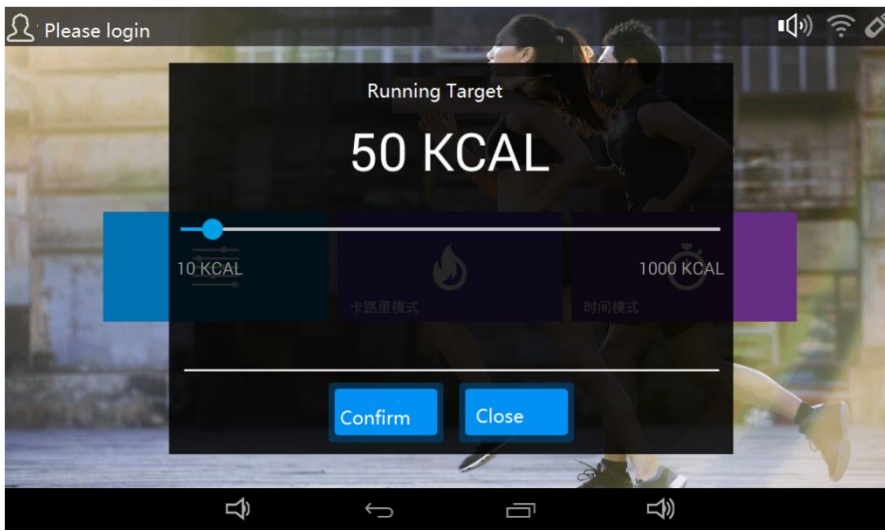 Please login
Running Target
50 KCAL
10 KCAL
1000 KCAL
卡路里模式
时间模式
Confirm
Close